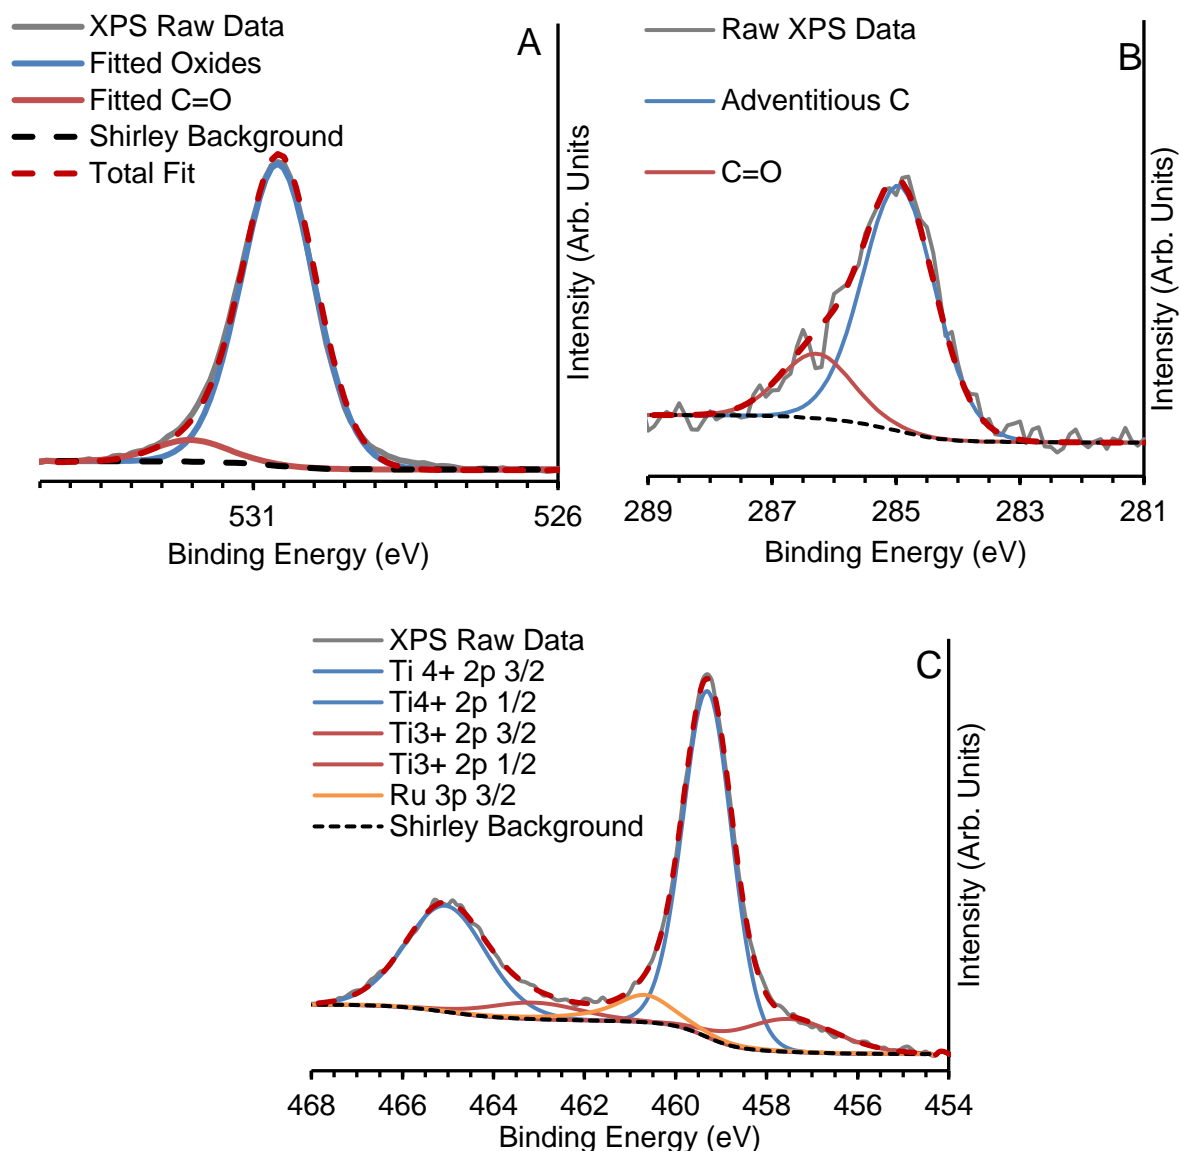 XPS Raw Data
Fitted Oxides
Fitted C=O
Shirley Background
Total Fit
A
Intensity (Arb. Units
531
526
Binding Energy (eV)
Raw XPS Data
Adventitious C
C=O
B
Intensity (Arb. Units)
289
287
285
283
281
Binding Energy (eV)
XPS Raw Data
Ti 4+ 2p 3/2
Ti4+ 2p 1/2
Ti3+ 2p 3/2
Ti3+ 2p 1/2
Ru 3p 3/2
Shirley Background
C
Intensity (Arb. Units)
468
466
464
462
460
458
456
454
Binding Energy (eV)